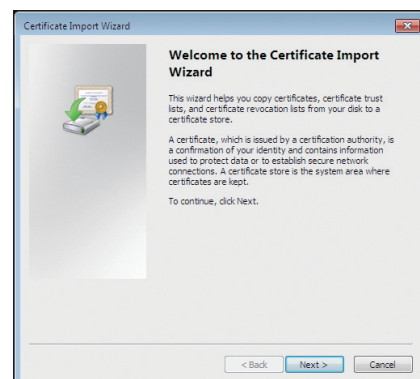 Certificate Import Wizard
Welcome to the Certificate Import
Wizard
This wizard helps you copy certificates, certificate trust
lists, and certificate revocation lists from your disk to a
certificate store.
A certificate, which is issued by a certification authority, is
a confirmation of your identity and contains information
used to protect data or to establish secure network
connections. A certificate store is the system area where
certificates are kept.
To continue, click Next.
< Back Next > Cancel